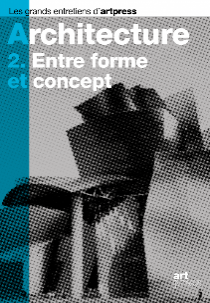 Les grands entretiens d'artpress
Architecture
2. Entre forme
et concept
art